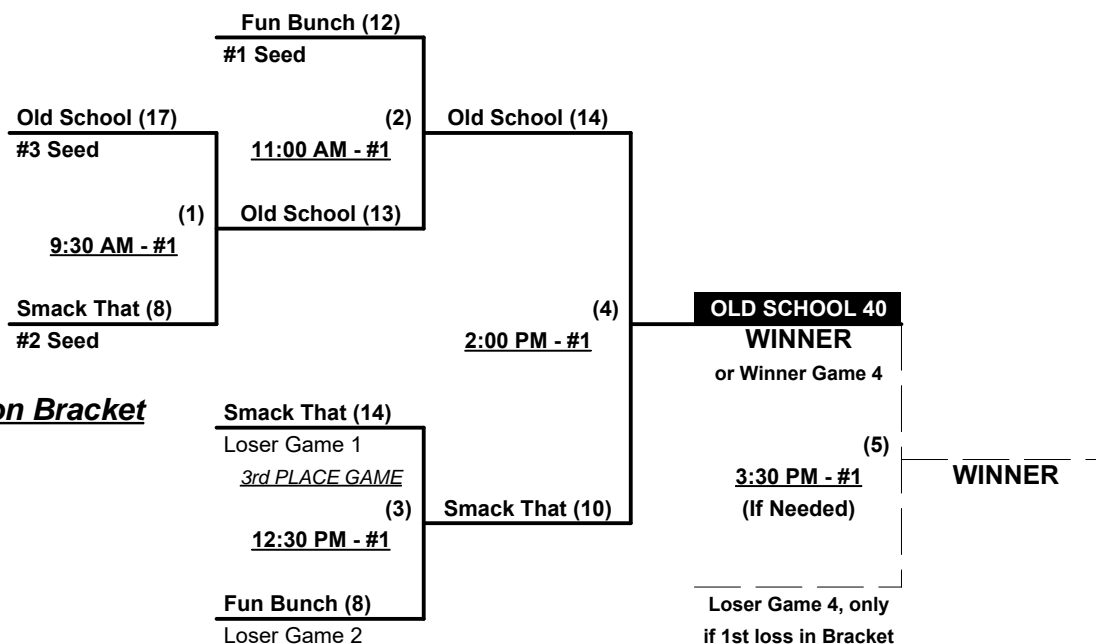 Fun Bunch (12)
#1 Seed
Old School (17)
(2)
Old School (14)
#3 Seed
11:00 AM - #1
(1)
Old School (13)
9:30 AM - #1
Smack That (8)
(4)
OLD SCHOOL 40
#2 Seed
2:00 PM - #1
WINNER
or Winner Game 4
on Bracket
Smack That (14)
Loser Game 1
(5)
3rd PLACE GAME
3:30 PM - #1
WINNER
(3)
Smack That (10)
(If Needed)
12:30 PM - #1
Fun Bunch (8)
Loser Game 4, only
Loser Game 2
if 1st loss in Bracket